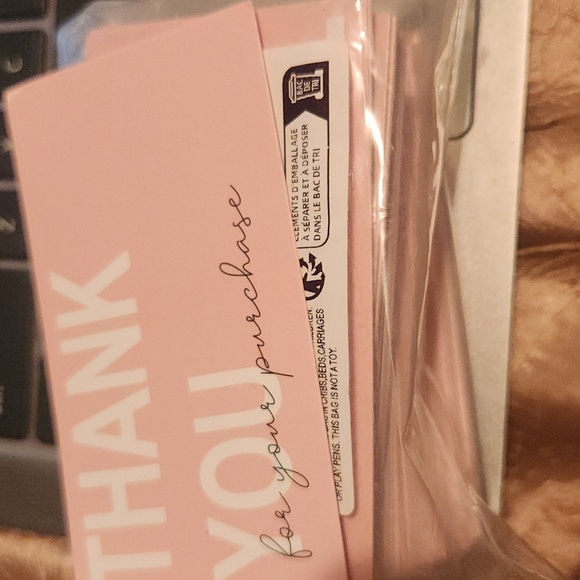 THANK
YOU
for your purchase
BAC
DE
TRI
D'EMBALLAGE
À SÉPARER ET À DÉPOSER
DANS LE BAC DE TRI
IN CRIBS,BEDS,CARRIAGES
OR PLAY PENS. THIS BAG IS NOT A TOY.